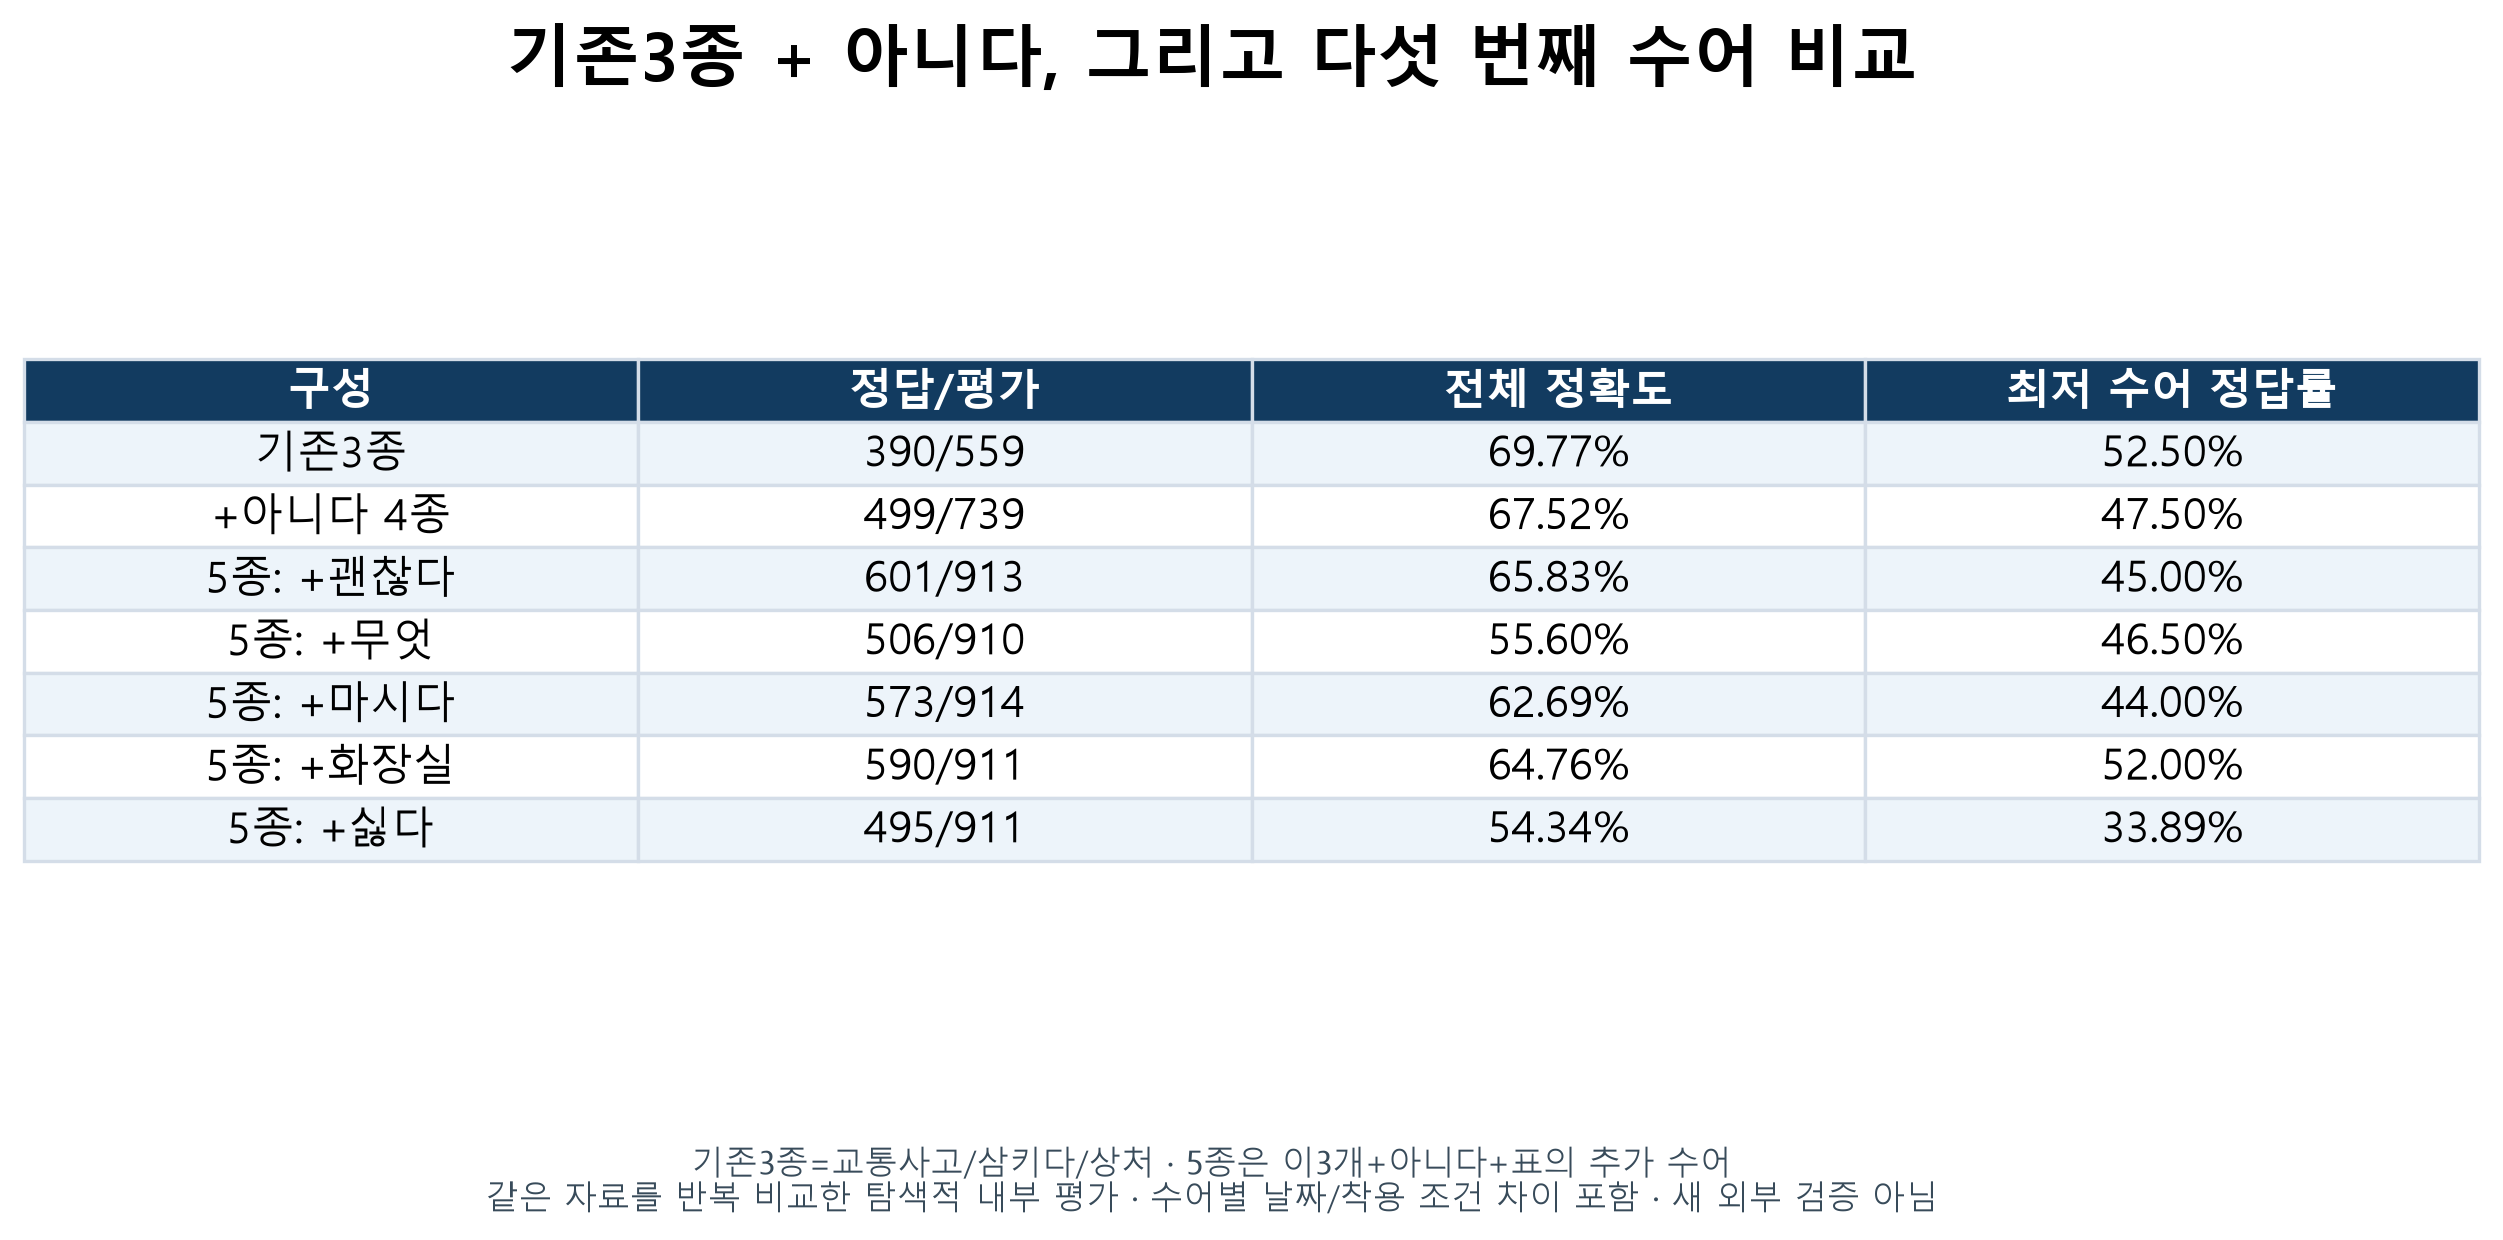 기존3종 + 아니다, 그리고 다섯 번째 수어 비교
구성 정답/평가 전체 정확도 최저 수어 정답률
기존3종 390/559 69.77% 52.50%
+아니다 4종 499/739 67.52% 47.50%
5종: +괜찮다 601/913 65.83% 45.00%
5종: +무엇 506/910 55.60% 46.50%
5종: +마시다 573/914 62.69% 44.00%
5종: +화장실 590/911 64.76% 52.00%
5종: +싫다 495/911 54.34% 33.89%
기존3종=교통사고/삼키다/상처 · 5종은 이3개+아니다+표의 추가 수어
같은 자료를 반복 비교한 탐색적 내부 평가 · 수어별 날짜/착용 조건 차이 포함 · 새 외부 검증 아님